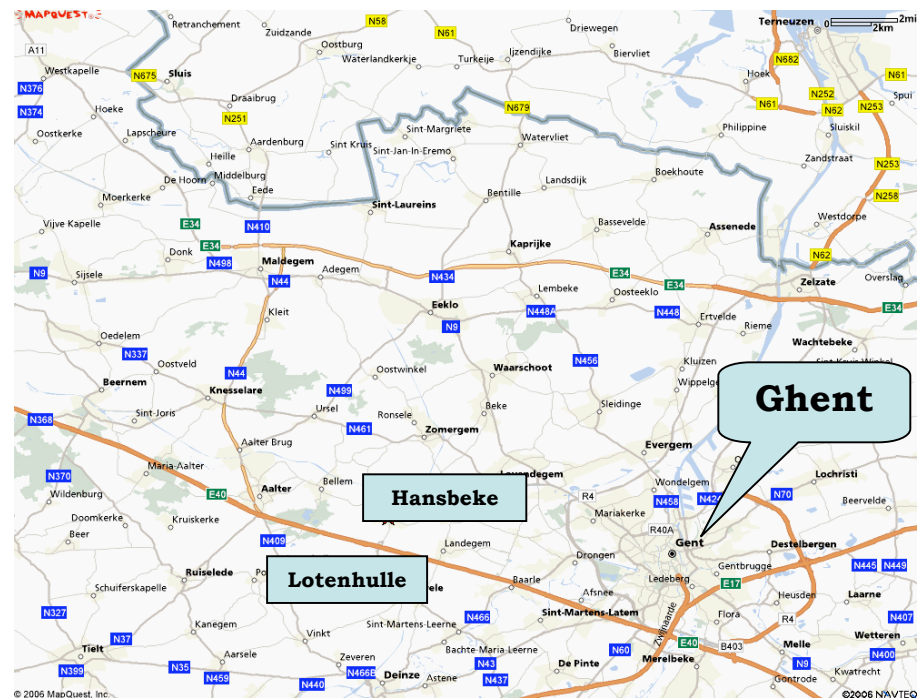 MAPQUEST
Retranchement
N58
Driewegen
Terneuzen
0
2mi
2km
Zuidzande
N61
A11
Oostburg
Ijzendijke
Biervliet
Waterlandkerkje
Turkeije
N682
Westkapelle
N675
Sluis
Hoek
N61
N376
N252
Spui
Draaibrug
N61
N62
N253
N374
Hoeke
N251
N679
Oostkerke
Lapscheure
Aardenburg
Sint Kruis
Sint-Margriete
Watervliet
Philippine
Sluiskil
Sint-Jan-In-Eremo
Heille
Zandstraat
N253
De Hoorn
Middelburg
Landsdijk
Boekhoute
Moerkerke
Eede
Bentille
N258
Sint-Laureins
Vijve Kapelle
E34
N410
Bassevelde
Assenede
Westdorpe
E34
Kaprijke
Donk
N498
Maldegem
Adegem
N434
E34
N62
N9
Sijsele
N44
Lembeke
Oosteeklo
E34
Zelzate
Overslag
Eeklo
N448A
N448
E34
Kleit
N9
Ertvelde
Rieme
Oedelem
Wachtebeke
N337
N456
Kluizen
Oostveld
N44
Oostwinkel
Waarschoot
Beernem
Knesselare
N499
Wippelge
Ghent
Sint-Joris
Ursel
Ronsele
Beke
Sleidinge
N368
N461
Zomergem
Aalter Brug
Evergem
Maria-Aalter
N370
Bellem
Lochristi
Wildenburg
E40
Aalter
Hansbeke
R4
Wondelgem
N458
N424
N70
Beervelde
Doomkerke
Kruiskerke
Mariakerke
R40A
Beer
N409
Landegem
Gent
Destelbergen
Drongen
Ruiselede
Lotenhulle
Baarle
Ledeberg
Gentbrugge
N445
N449
Schuiferskapelle
Afsnee
E17
Heusden
Laarne
N327
Sint-Martens-Latem
Zwijnaarde
Flora
R4
N407
N466
Kanegem
Sint-Martens-Leerne
N37
Vinkt
Wetteren
Tielt
Bachte-Maria-Leerne
N60
E40
B403
Melle
Aarsele
Zeveren
N43
De Pinte
Merelbeke
N9
N400
N399
N35
N459
N466B
Deinze
Astene
N437
Gontrode
Kwatrecht
N440
© 2006 MapQuest, Inc.
©2006 NAVTEQ